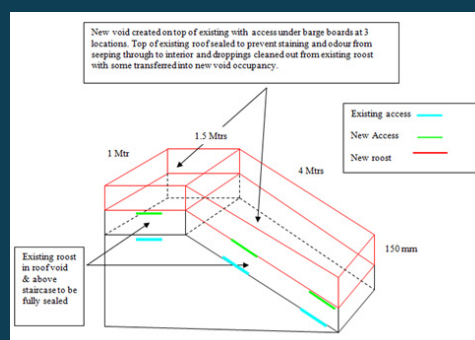 New void created on top of existing with access under barge boards at 3
locations. Top of existing roof sealed to prevent staining and odour from
seeping through to interior and droppings cleaned out from existing roost
with some transferred into new void occupancy.
1.5 Mtrs
1 Mtr
4 Mtrs
Existing access
New Access
New roost
150 mm
Existing roost
in roof void
& above
staircase to be
fully sealed